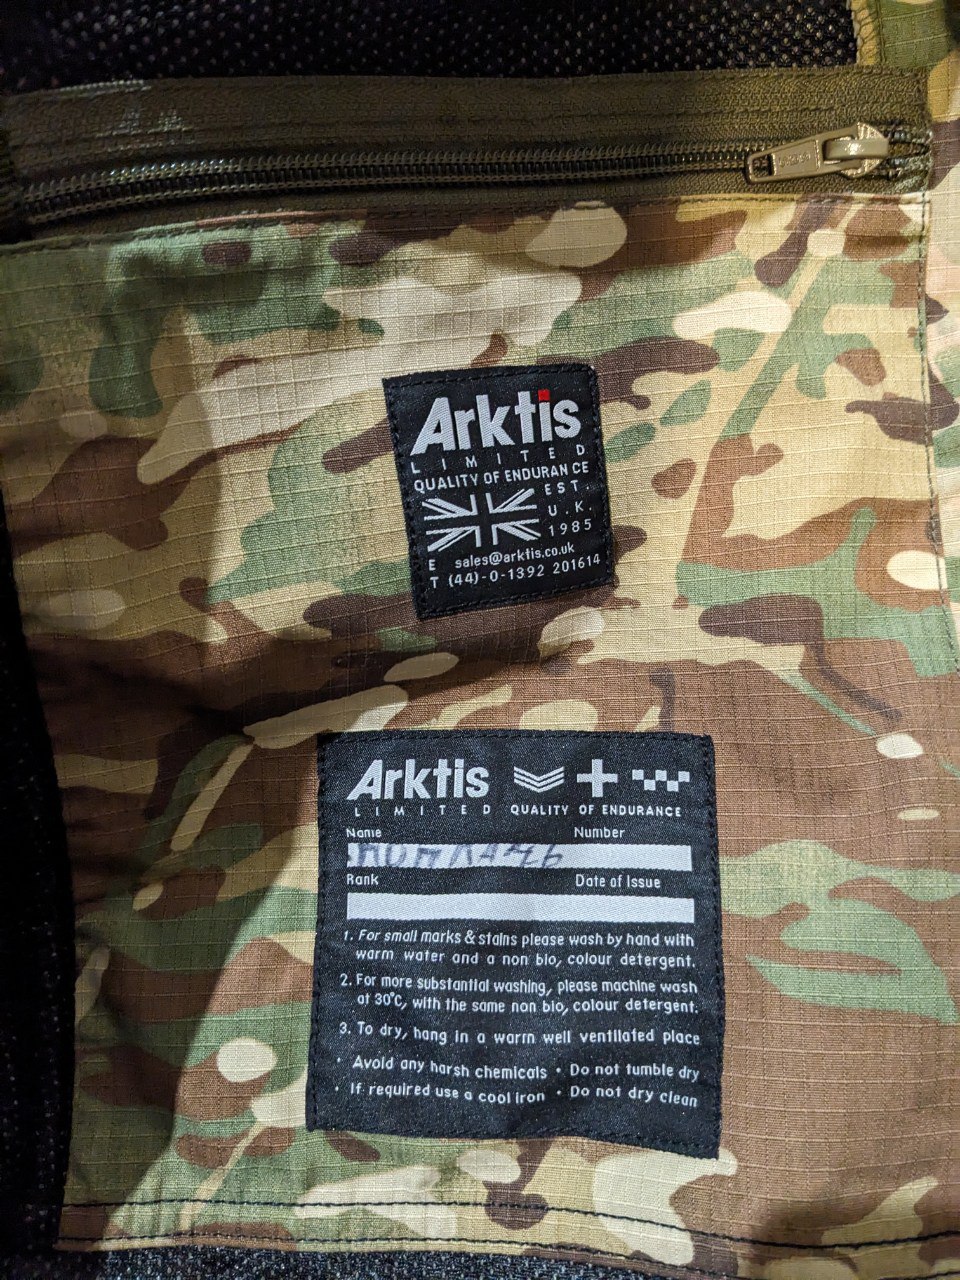 Arktis
LIMITED
QUALITY OF ENDURANCE
EST.
U.K.
1985
E sales@arktis.co.uk
T (44)-0-1392 201614
Arktis
LIMITED QUALITY OF ENDURANCE
Name Number
Rank Date of Issue
1. For small marks & stains please wash by hand with
warm water and a non bio, colour detergent.
2. For more substantial washing, please machine wash
at 30°C, with the same non bio, colour detergent.
3. To dry, hang in a warm well ventilated place
• Avoid any harsh chemicals • Do not tumble dry
• If required use a cool iron • Do not dry clean